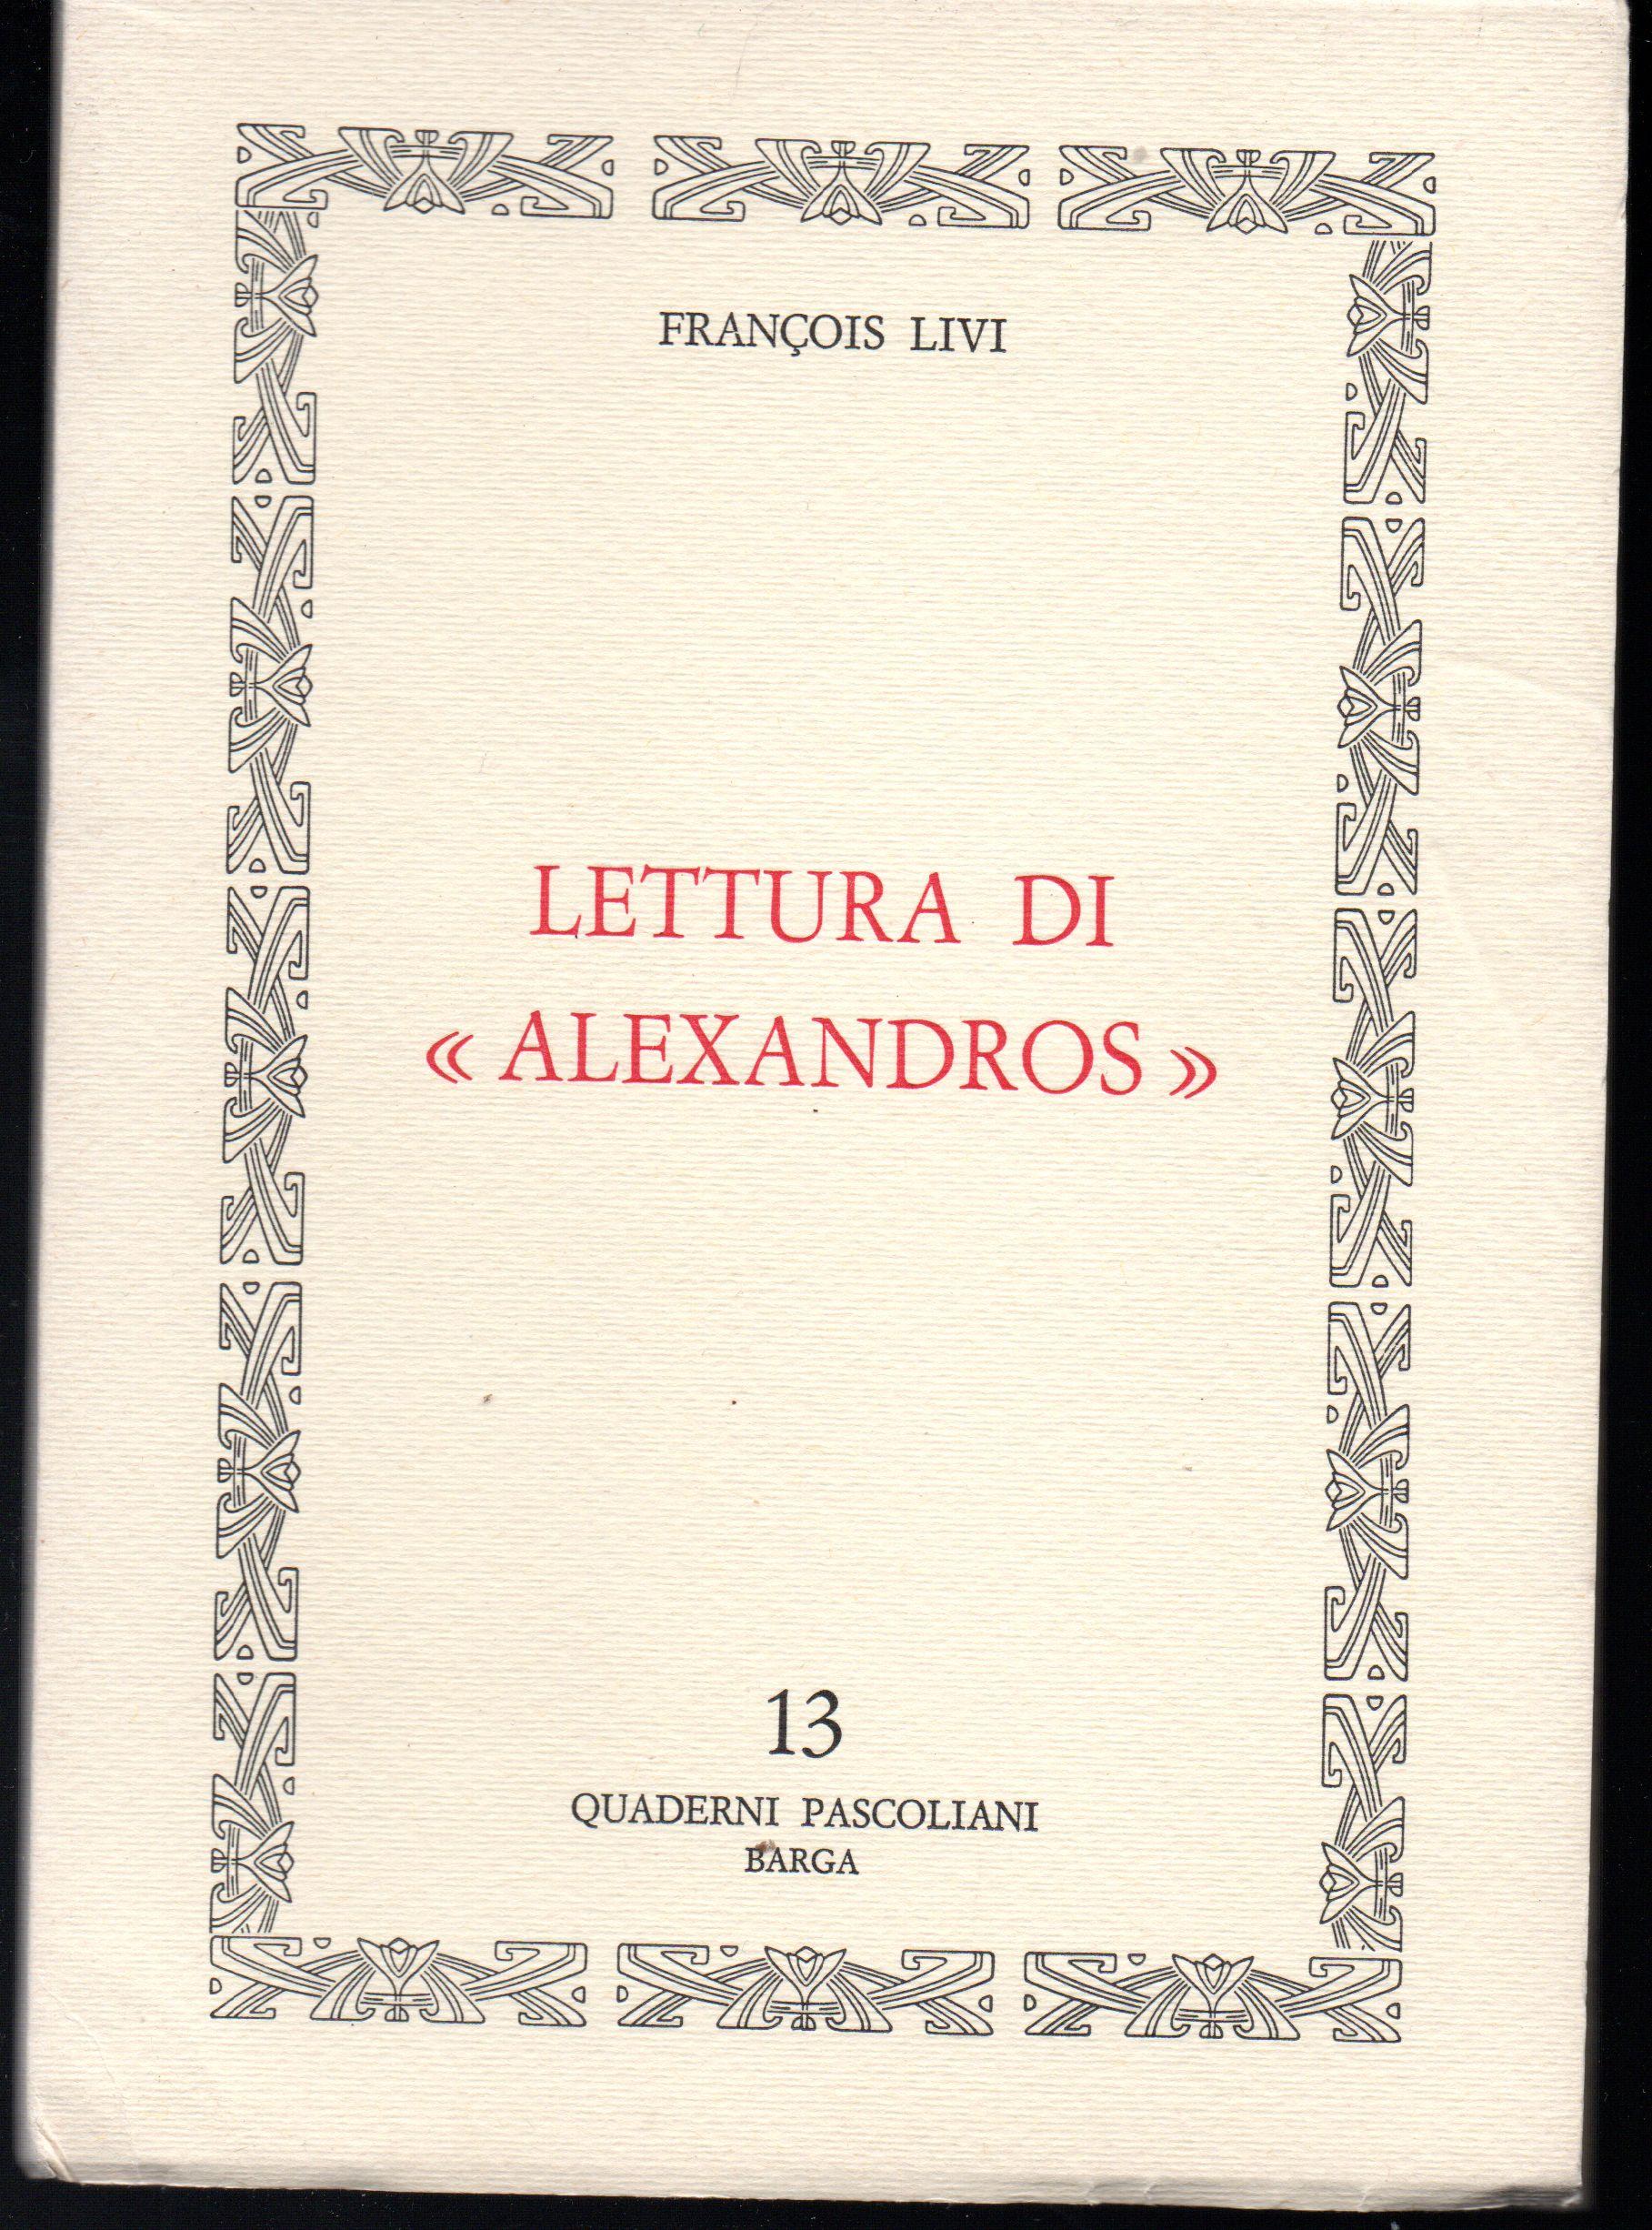 FRANÇOIS LIVI
LETTURA DI
« ALEXANDROS »
13
QUADERNI PASCOLIANI
BARGA